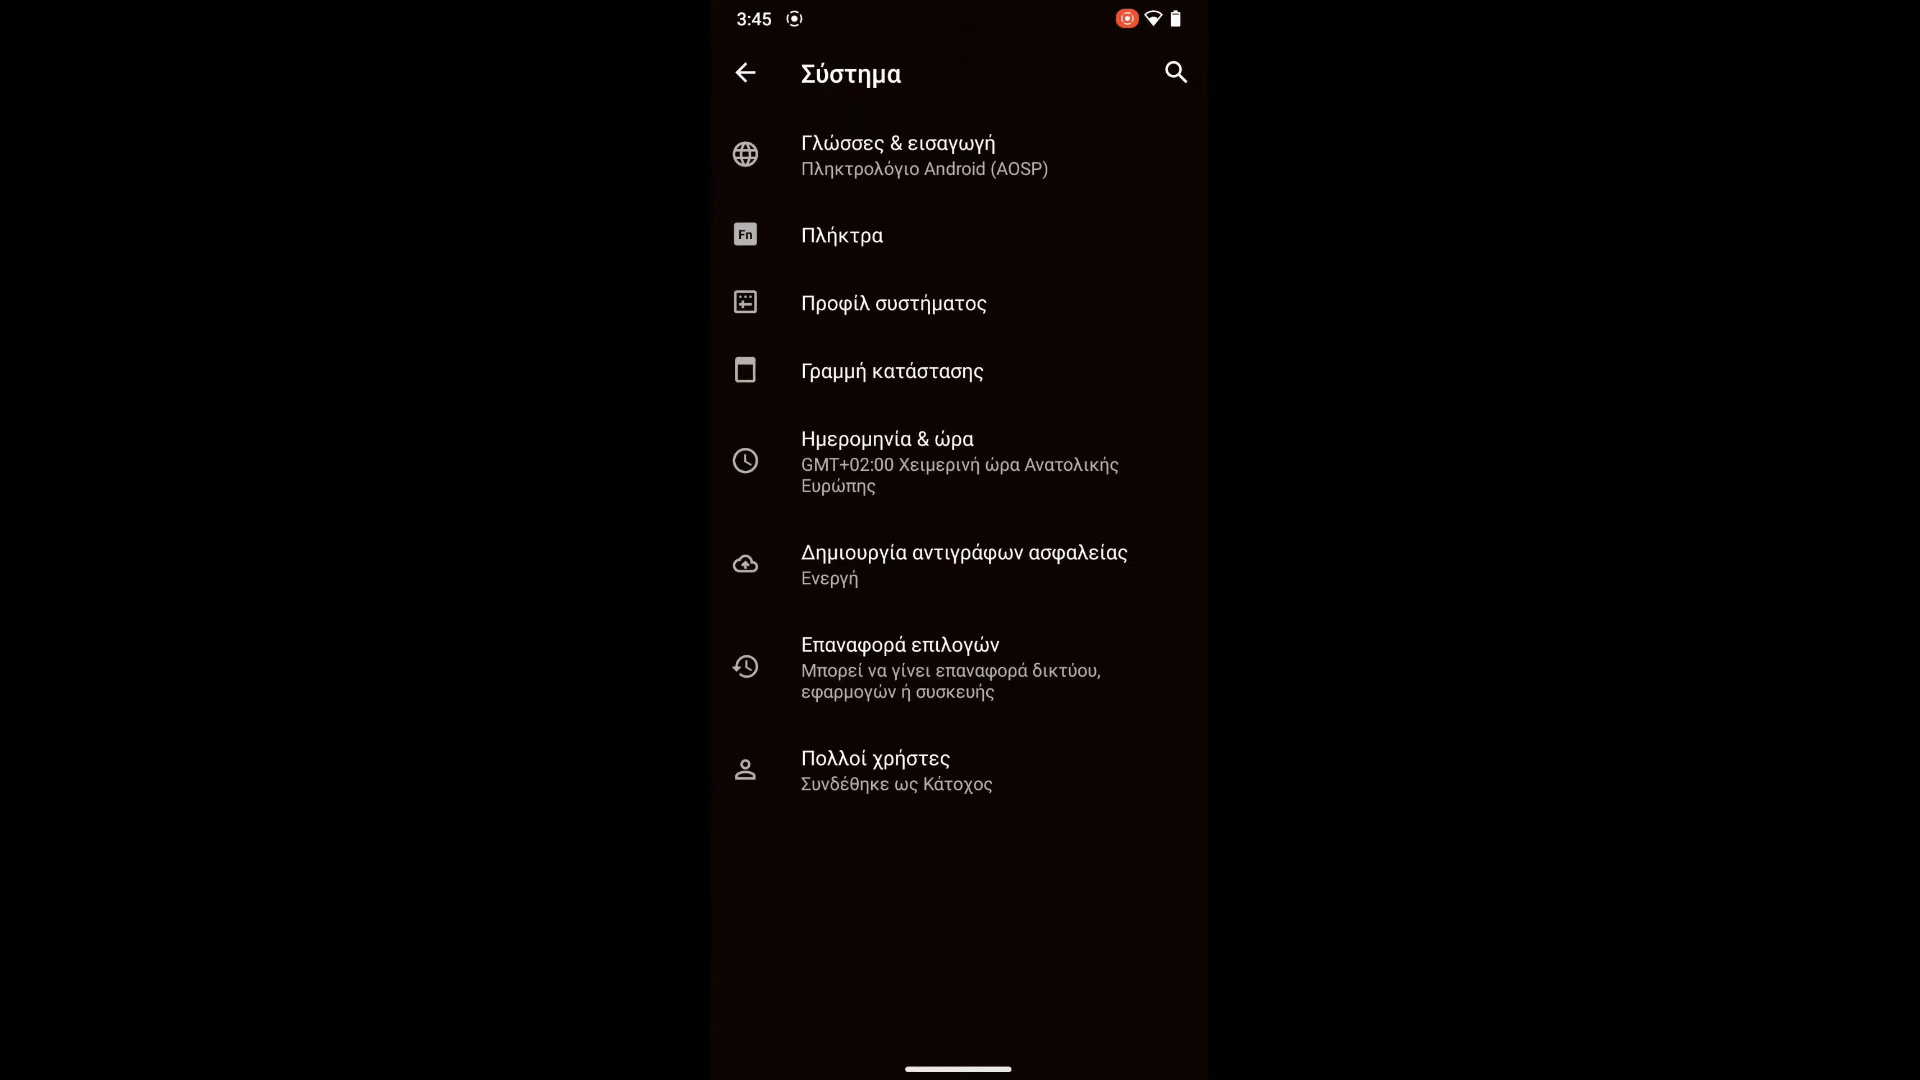 3:45
Σύστημα
Γλώσσες & εισαγωγή
Πληκτρολόγιο Android (AOSP)
Fn
Πλήκτρα
Προφίλ συστήματος
Γραμμή κατάστασης
Ημερομηνία & ώρα
GMT+02:00 Χειμερινή ώρα Ανατολικής
Ευρώπης
Δημιουργία αντιγράφων ασφαλείας
Ενεργή
Επαναφορά επιλογών
Μπορεί να γίνει επαναφορά δικτύου,
εφαρμογών ή συσκευής
Πολλοί χρήστες
Συνδέθηκε ως Κάτοχος